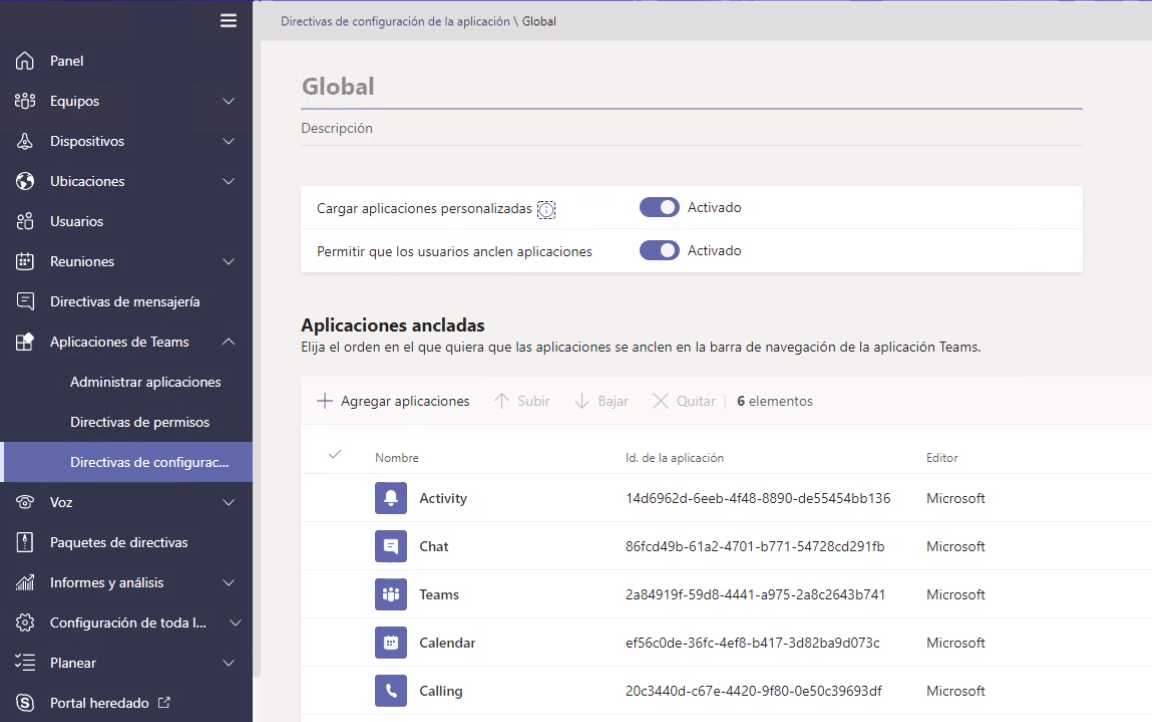 Directivas de configuración de la aplicación \ Global
Panel
Equipos
Dispositivos
Ubicaciones
Usuarios
Reuniones
Directivas de mensajería
Aplicaciones de Teams
Administrar aplicaciones
Directivas de permisos
Directivas de configurac...
Voz
Paquetes de directivas
Informes y análisis
Configuración de toda l...
Planear
Portal heredado
Global
Descripción
Cargar aplicaciones personalizadas Activado
Permitir que los usuarios anclen aplicaciones Activado
Aplicaciones ancladas
Elija el orden en el que quiera que las aplicaciones se anclen en la barra de navegación de la aplicación Teams.
+ Agregar aplicaciones ↑ Subir ↓ Bajar × Quitar | 6 elementos
Nombre Id. de la aplicación Editor
Activity 14d6962d-6eeb-4f48-8890-de55454bb136 Microsoft
Chat 86fcd49b-61a2-4701-b771-54728cd291fb Microsoft
Teams 2a84919f-59d8-4441-a975-2a8c2643b741 Microsoft
Calendar ef56c0de-36fc-4ef8-b417-3d82ba9d073c Microsoft
Calling 20c3440d-c67e-4420-9f80-0e50c39693df Microsoft